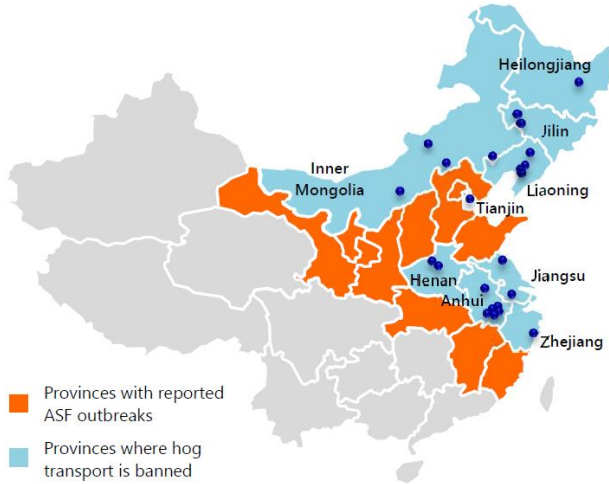 Heilongjiang
Jilin
Inner
Mongolia
Liaoning
Tianjin
Henan
Jiangsu
Anhui
Zhejiang
Provinces with reported
ASF outbreaks
Provinces where hog
transport is banned